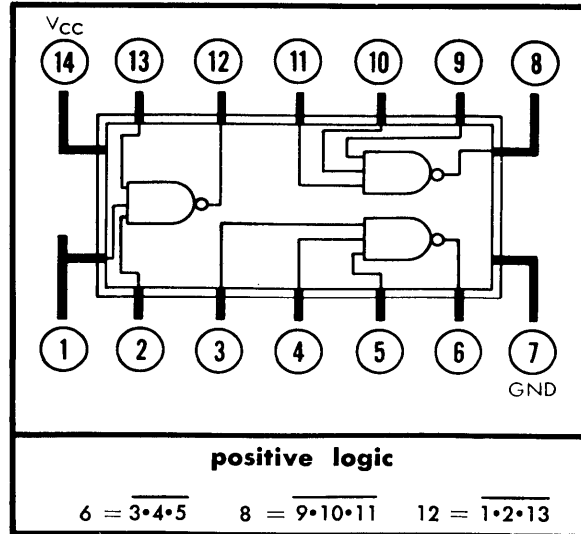 VCC
14 13 12 11 10 9 8
1 2 3 4 5 6 7
GND
positive logic
6 = 3•4•5 8 = 9•10•11 12 = 1•2•13